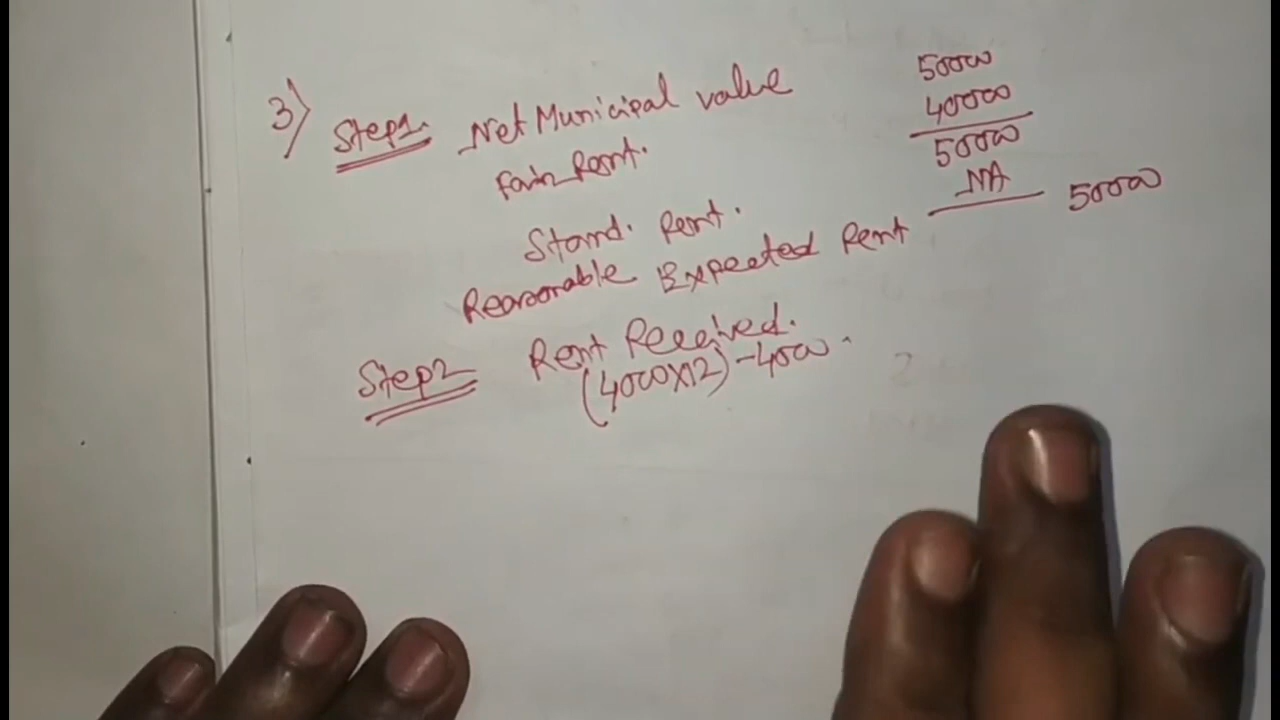 3) Step1. Net Municipal value 50000
Fair Rent. 40000
50000
Stand. Rent. NA
Reasonable Expected Rent 50000
Step2 Rent Received.
(4000x12) - 4000.